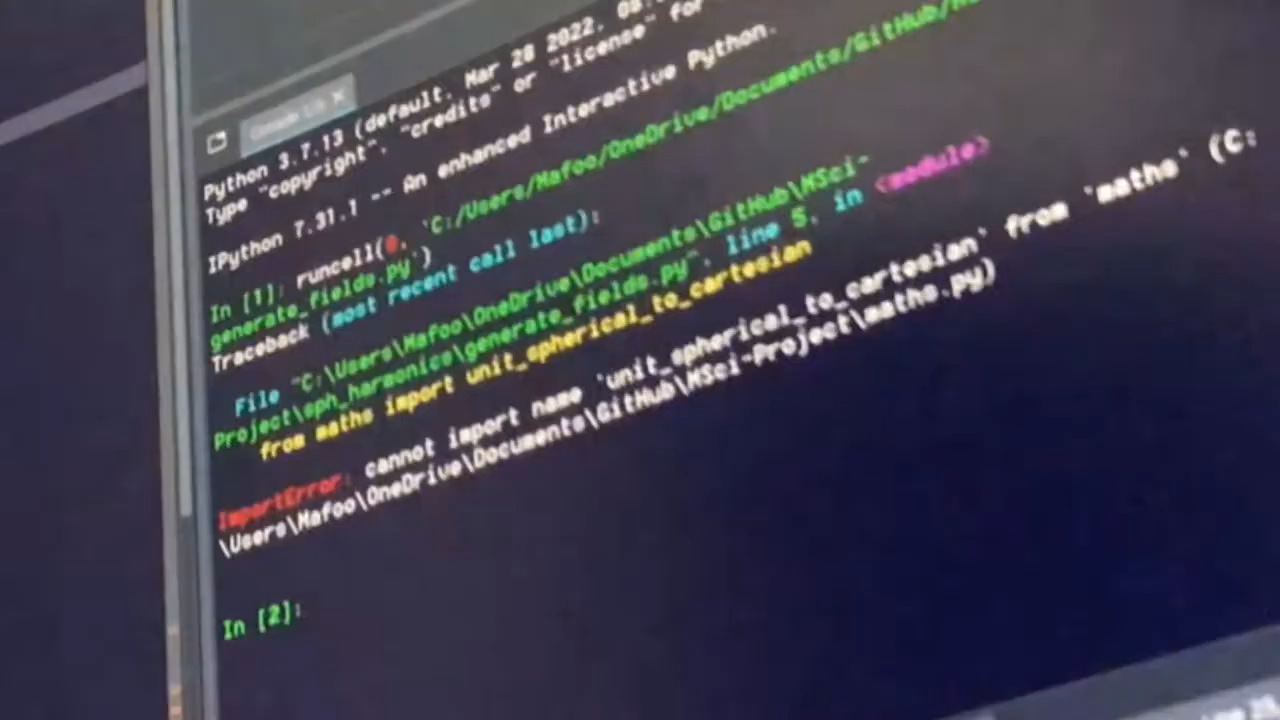 Console 1/A
Python 3.7.13 (default, Mar 28 2022, 08:
Type "copyright", "credits" or "license" for
IPython 7.31.1 -- An enhanced Interactive Python.
In [1]: runcell(0, 'C:/Users/Mafoo/OneDrive/Documents/GitHub/
generate_fields.py')
Traceback (most recent call last):
File "C:\Users\Mafoo\OneDrive\Documents\GitHub\MSci-
Project\sph_harmonics\generate_fields.py", line 5, in <module>
from maths import unit_spherical_to_cartesian
ImportError: cannot import name 'unit_spherical_to_cartesian' from 'maths' (C:
\Users\Mafoo\OneDrive\Documents\GitHub\MSci-Project\maths.py)
In [2]: